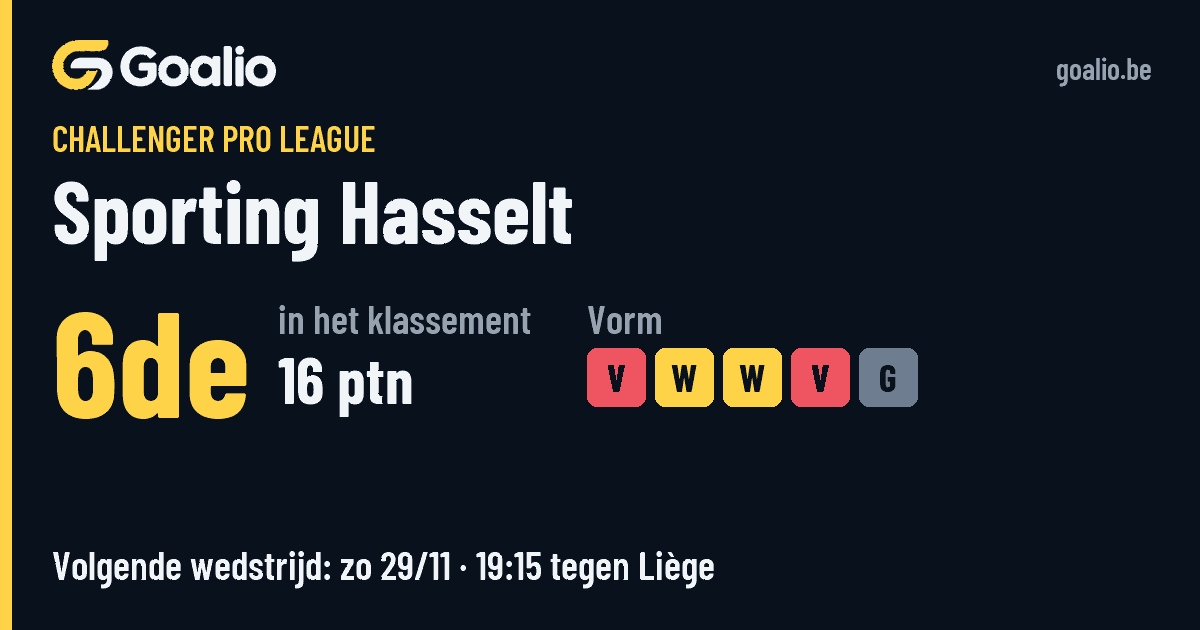 Goalio
goalio.be
CHALLENGER PRO LEAGUE
Sporting Hasselt
6de
in het klassement
16 ptn
Vorm
V W W V G
Volgende wedstrijd: zo 29/11 · 19:15 tegen Liège